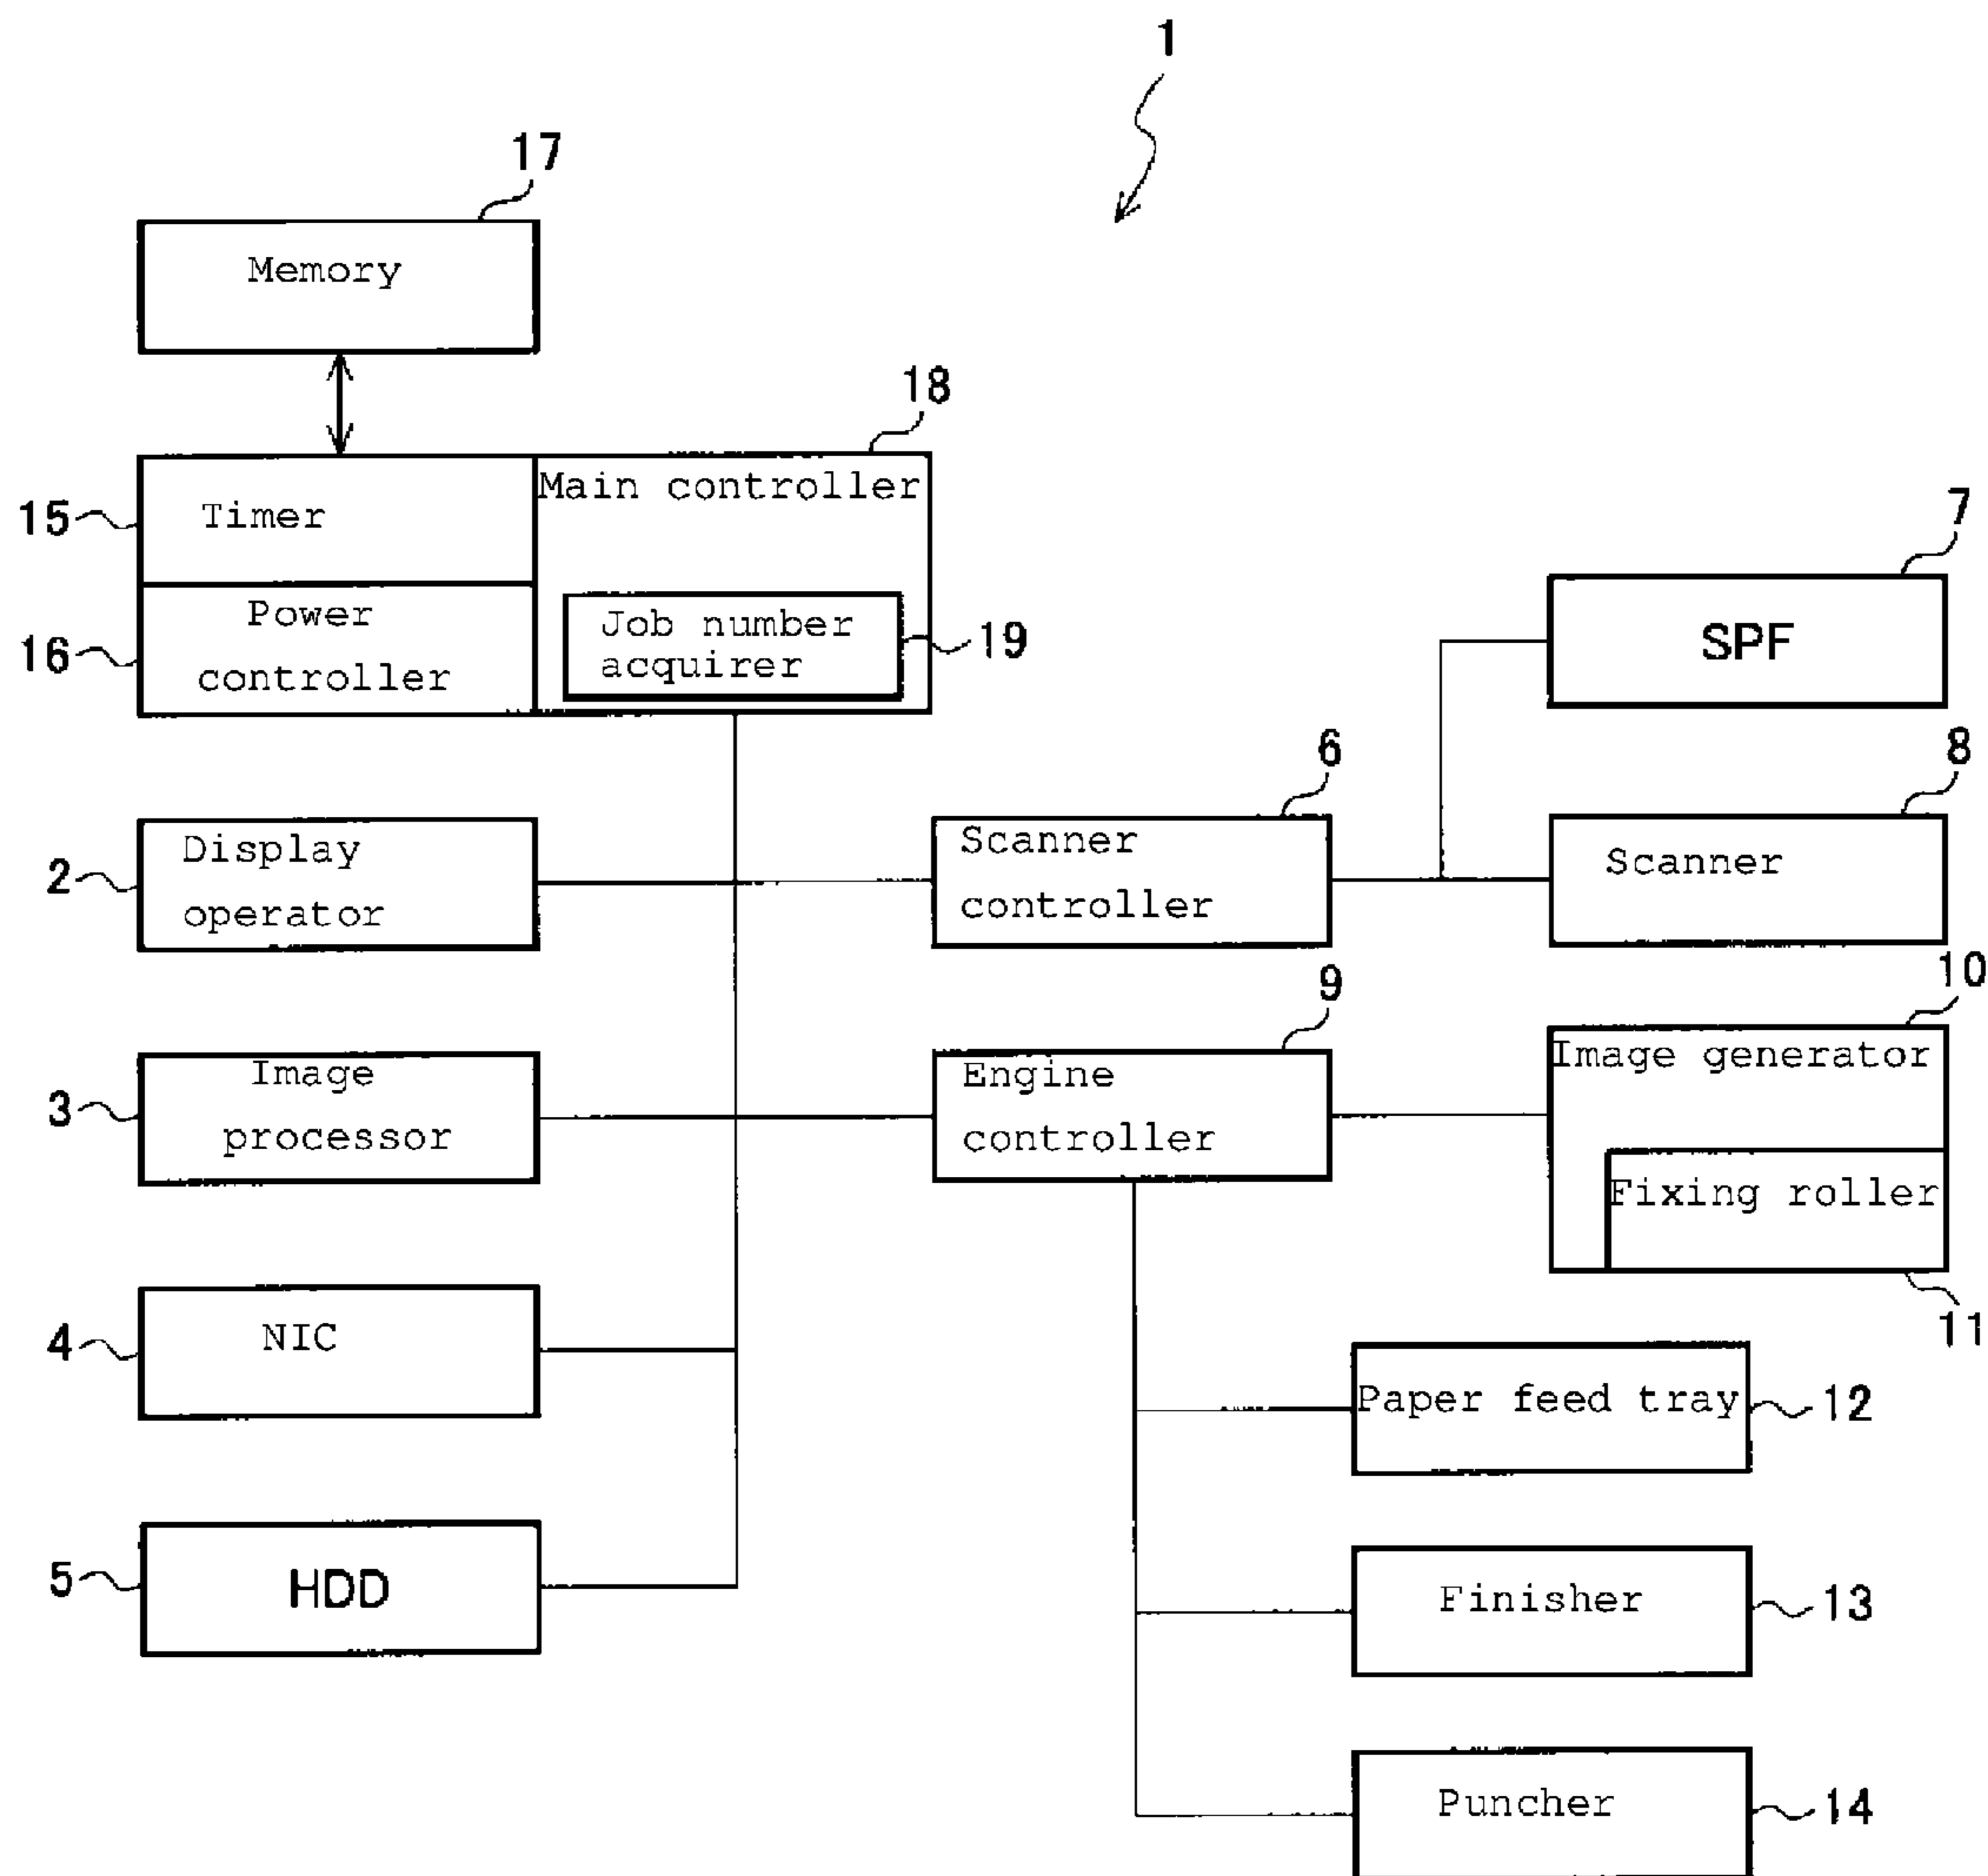 1
17
Memory
18
15
Timer
Main controller
16
Power
controller
Job number
acquirer
19
7
SPF
6
8
2
Display
operator
Scanner
controller
Scanner
9
10
3
Image
processor
Engine
controller
Image generator
Fixing roller
11
4
NIC
Paper feed tray
12
5
HDD
Finisher
13
Puncher
14